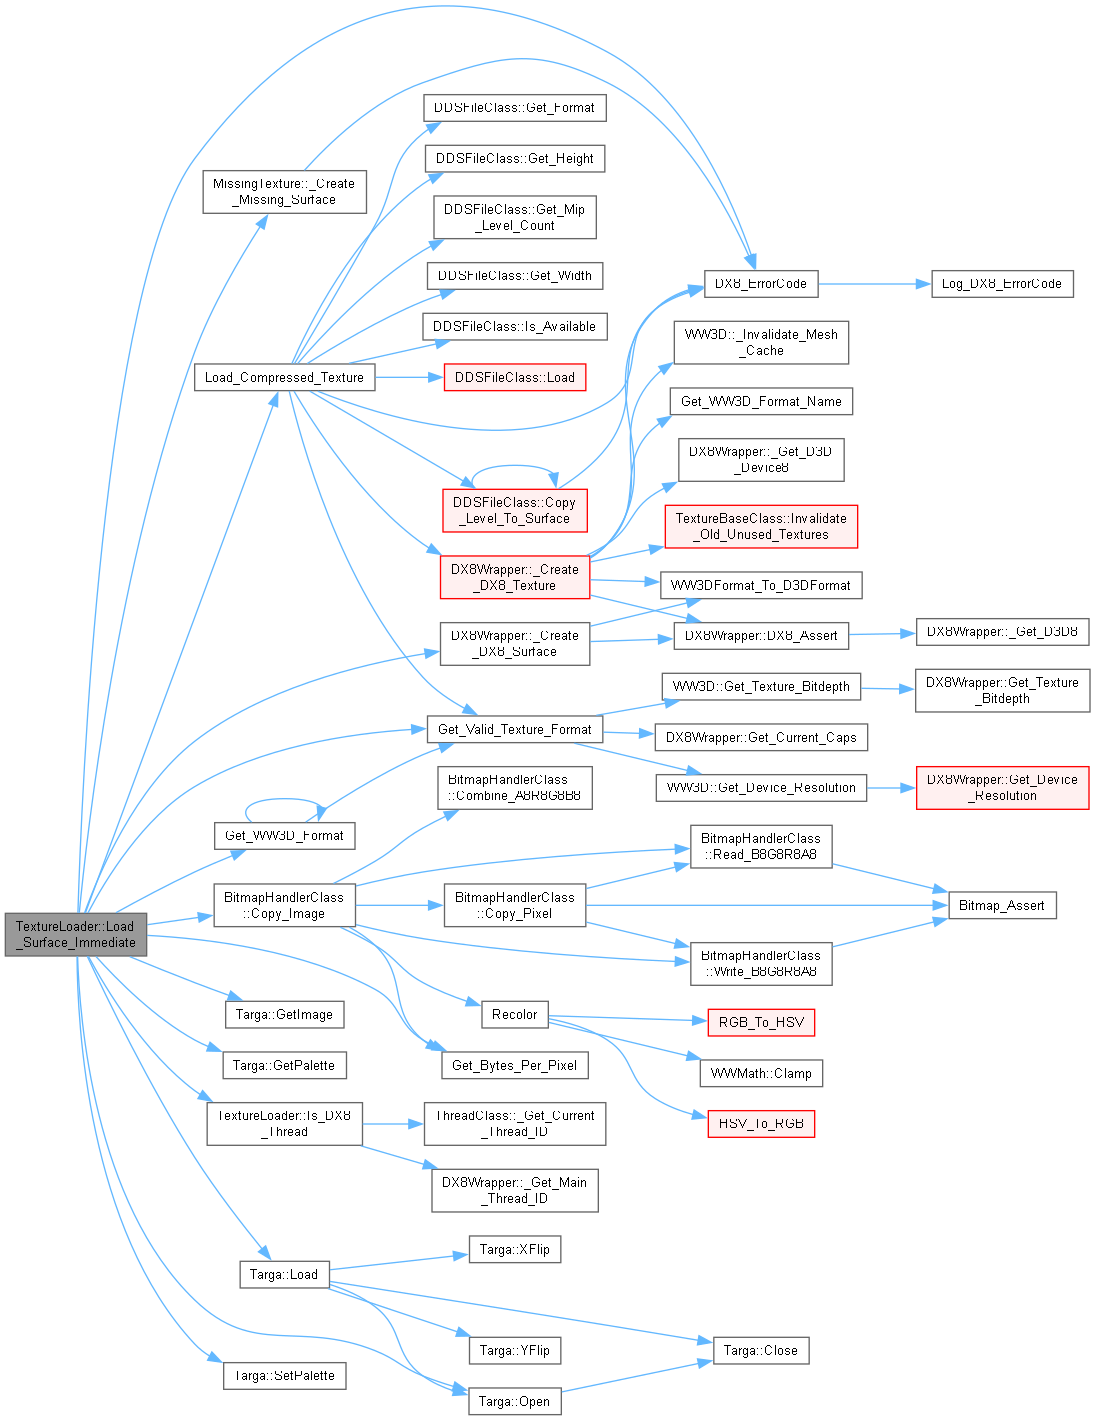 DDSFileClass::Get_Format
DDSFileClass::Get_Height
MissingTexture::_Create
_Missing_Surface
DDSFileClass::Get_Mip
_Level_Count
DDSFileClass::Get_Width
DX8_ErrorCode
Log_DX8_ErrorCode
DDSFileClass::Is_Available
WW3D::_Invalidate_Mesh
_Cache
Load_Compressed_Texture
DDSFileClass::Load
Get_WW3D_Format_Name
DX8Wrapper::_Get_D3D
_Device8
DDSFileClass::Copy
_Level_To_Surface
TextureBaseClass::Invalidate
_Old_Unused_Textures
DX8Wrapper::_Create
_DX8_Texture
WW3DFormat_To_D3DFormat
DX8Wrapper::_Create
_DX8_Surface
DX8Wrapper::DX8_Assert
DX8Wrapper::_Get_D3D8
WW3D::Get_Texture_Bitdepth
DX8Wrapper::Get_Texture
_Bitdepth
Get_Valid_Texture_Format
DX8Wrapper::Get_Current_Caps
BitmapHandlerClass
::Combine_A8R8G8B8
WW3D::Get_Device_Resolution
DX8Wrapper::Get_Device
_Resolution
Get_WW3D_Format
BitmapHandlerClass
::Read_B8G8R8A8
BitmapHandlerClass
::Copy_Image
BitmapHandlerClass
::Copy_Pixel
Bitmap_Assert
TextureLoader::Load
_Surface_Immediate
BitmapHandlerClass
::Write_B8G8R8A8
Targa::GetImage
Recolor
RGB_To_HSV
Targa::GetPalette
Get_Bytes_Per_Pixel
WWMath::Clamp
TextureLoader::Is_DX8
_Thread
ThreadClass::_Get_Current
_Thread_ID
HSV_To_RGB
DX8Wrapper::_Get_Main
_Thread_ID
Targa::XFlip
Targa::Load
Targa::YFlip
Targa::Close
Targa::SetPalette
Targa::Open